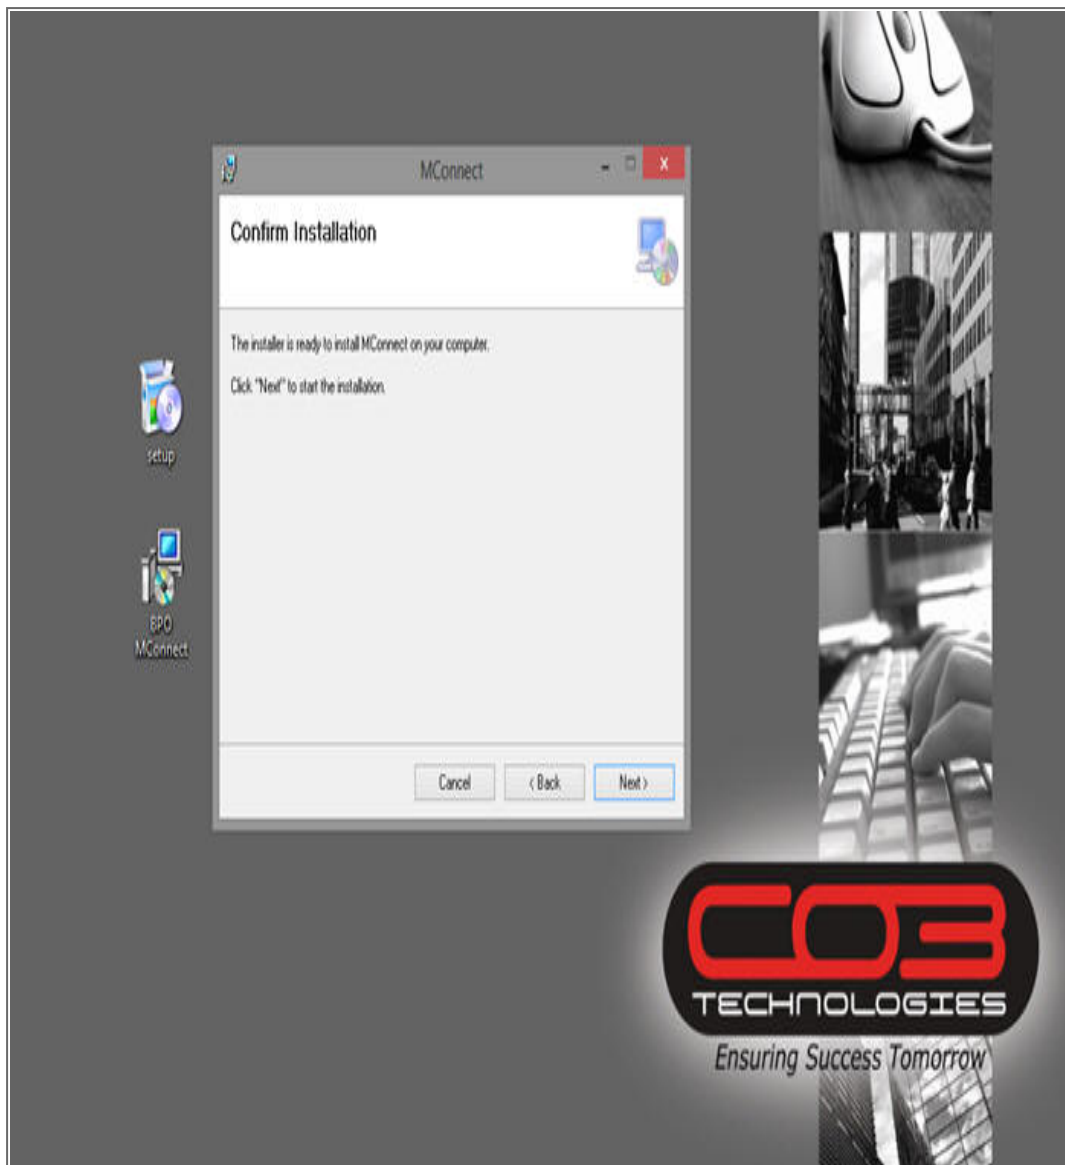 MConnect
Confirm Installation
The installer is ready to install MConnect on your computer.
Click "Next" to start the installation.
setup
BPO
MConnect
Cancel
< Back
Next >
CO3
TECHNOLOGIES
Ensuring Success Tomorrow